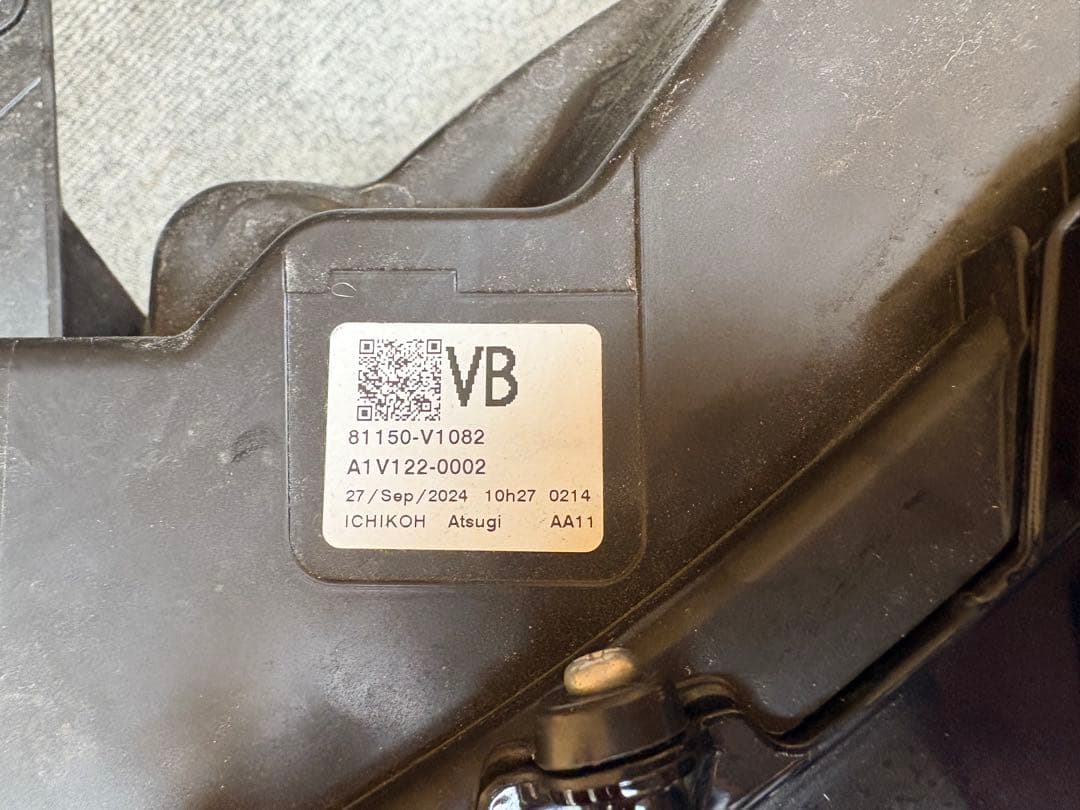 VB
81150-V1082
A1V122-0002
27/Sep/2024 10h27 0214
ICHIKOH Atsugi AA11